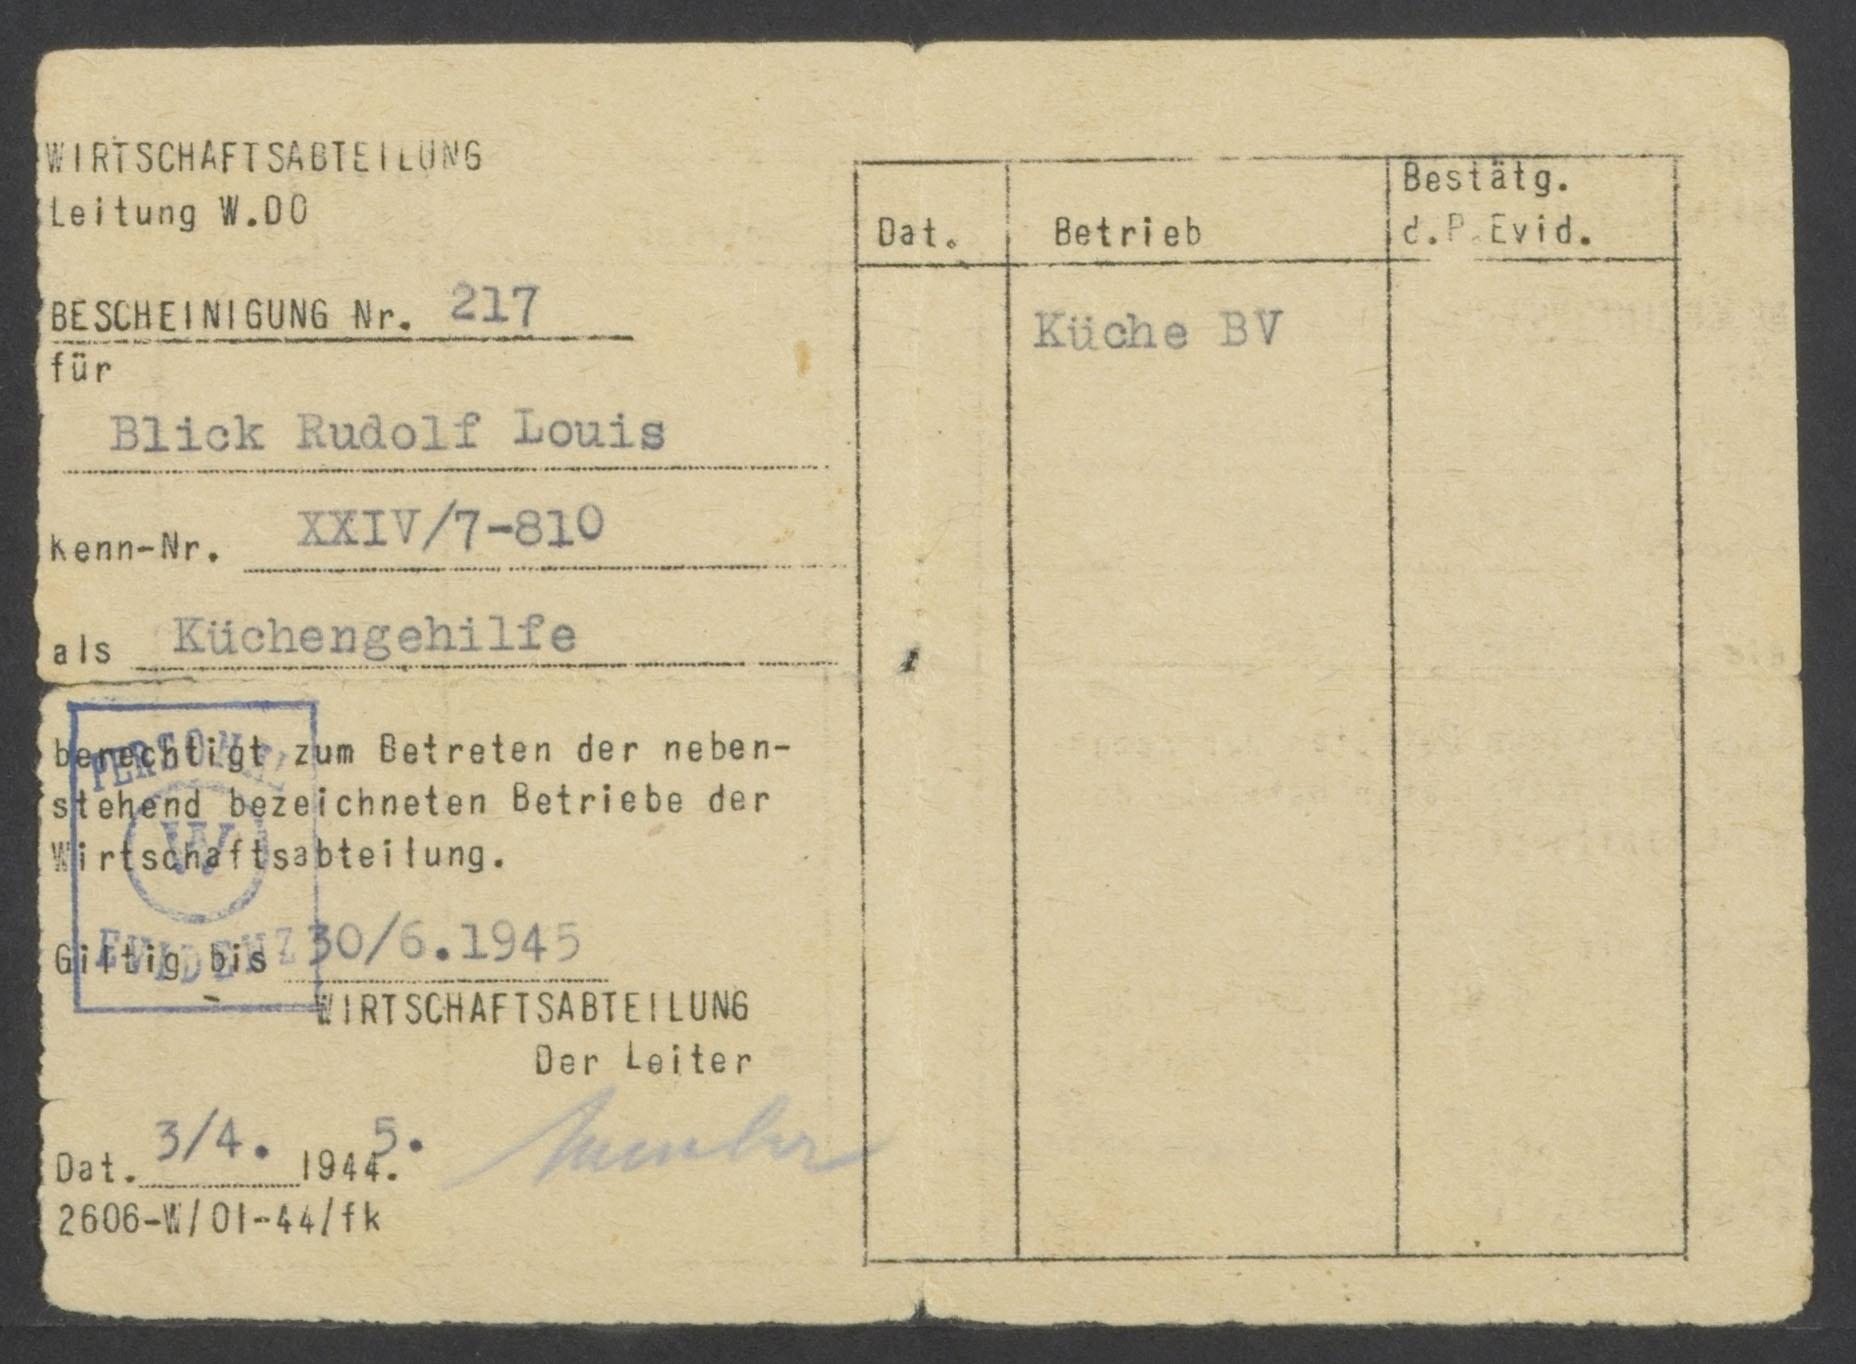 WIRTSCHAFTSABTEILUNG
Leitung W.DO
BESCHEINIGUNG Nr. 217
für
Blick Rudolf Louis
Kenn-Nr. XXIV/7-810
als Küchengehilfe
berechtigt zum Betreten der neben-
stehend bezeichneten Betriebe der
Wirtschaftsabteilung.
PERSONAL
W
EVIDENZ
Giltig bis 30/6.1945
WIRTSCHAFTSABTEILUNG
Der Leiter
Dat. 3/4. 1944. 5.
2606-W/01-44/fk
Dat. Betrieb Bestätg.
d.P.Evid.
Küche BV